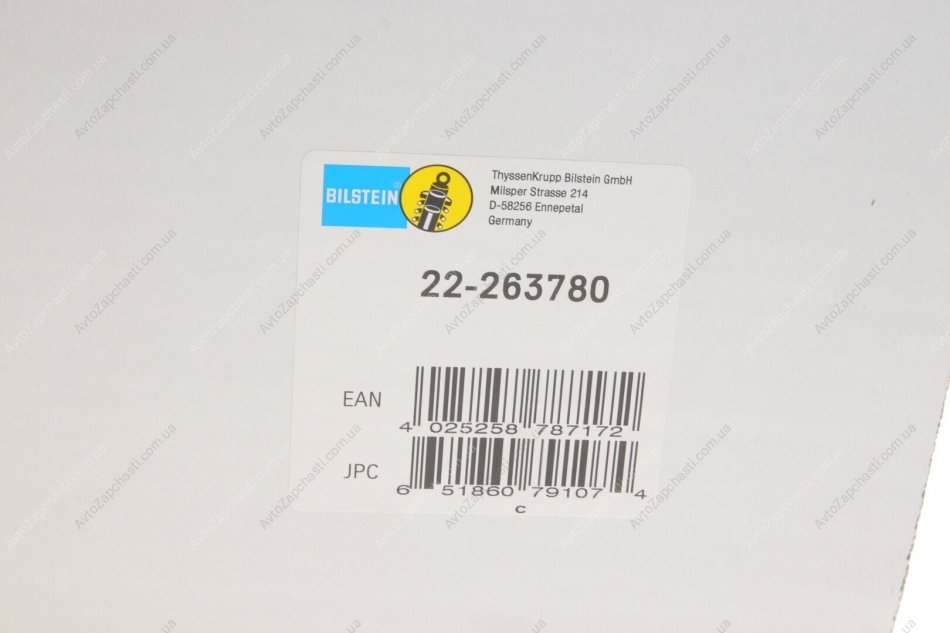 BILSTEIN®
ThyssenKrupp Bilstein GmbH
Milsper Strasse 214
D-58256 Ennepetal
Germany
22-263780
EAN
4 025258 787172
JPC
6 51860 79107 4
c
AvtoZapchasti.com.ua